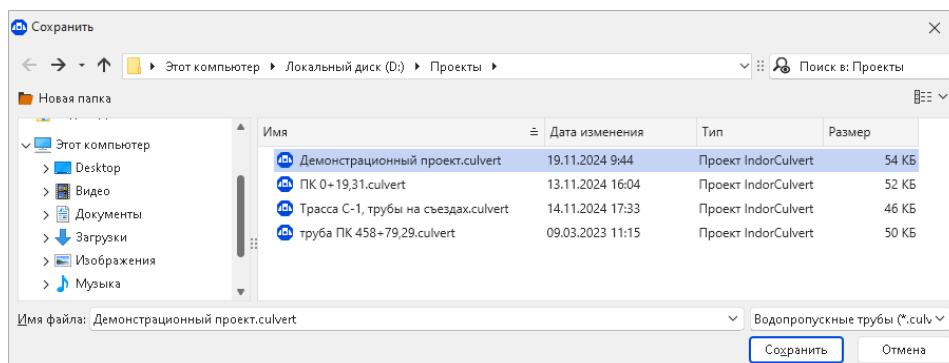 Сохранить
Этот компьютер Локальный диск (D:) Проекты Поиск в: Проекты
Новая папка
Имя Дата изменения Тип Размер
Этот компьютер
Desktop
Видео
Документы
Загрузки
Изображения
Музыка
Демонстрационный проект.culvert 19.11.2024 9:44 Проект IndorCulvert 54 КБ
ПК 0+19,31.culvert 13.11.2024 16:04 Проект IndorCulvert 52 КБ
Трасса С-1, трубы на съездах.culvert 14.11.2024 17:33 Проект IndorCulvert 46 КБ
труба ПК 458+79,29.culvert 09.03.2023 11:15 Проект IndorCulvert 50 КБ
Имя файла: Демонстрационный проект.culvert Водопропускные трубы (*.culv
Сохранить Отмена